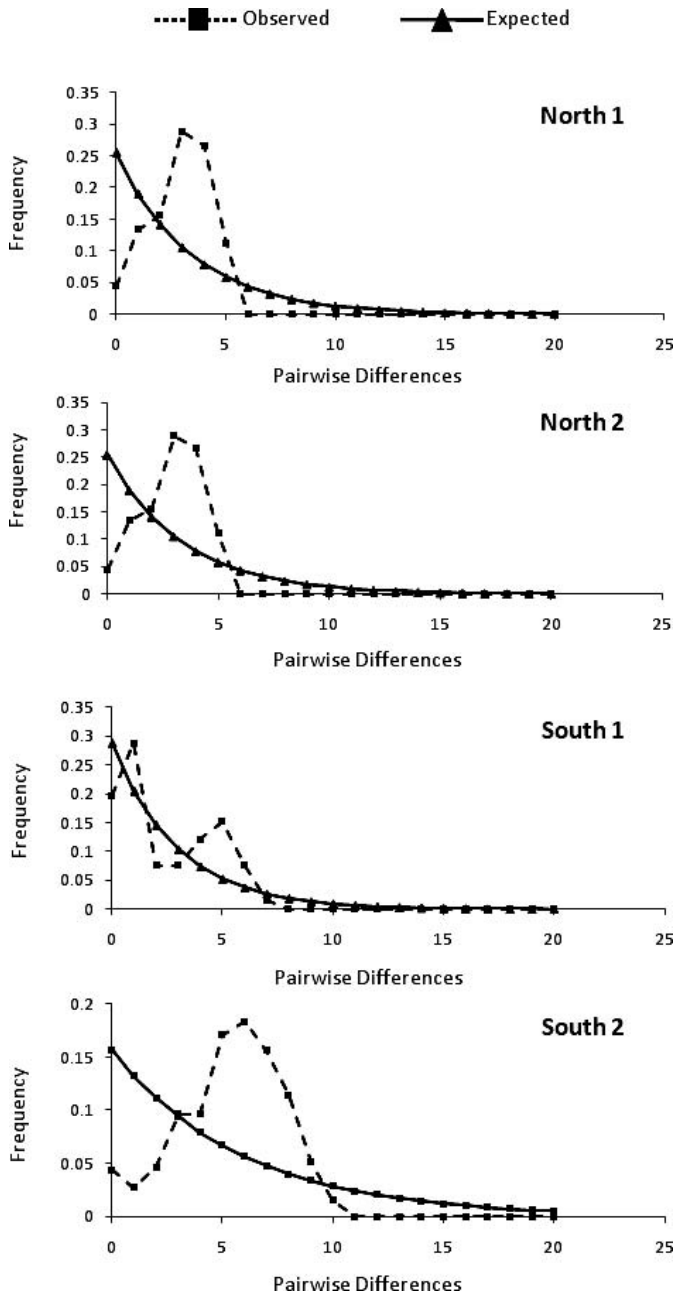 Observed Expected
North 1
Frequency
0.35
0.3
0.25
0.2
0.15
0.1
0.05
0
0 5 10 15 20 25
Pairwise Differences
North 2
Frequency
0.35
0.3
0.25
0.2
0.15
0.1
0.05
0
0 5 10 15 20 25
Pairwise Differences
South 1
Frequency
0.35
0.3
0.25
0.2
0.15
0.1
0.05
0
0 5 10 15 20 25
Pairwise Differences
South 2
Frequency
0.2
0.15
0.1
0.05
0
0 5 10 15 20 25
Pairwise Differences